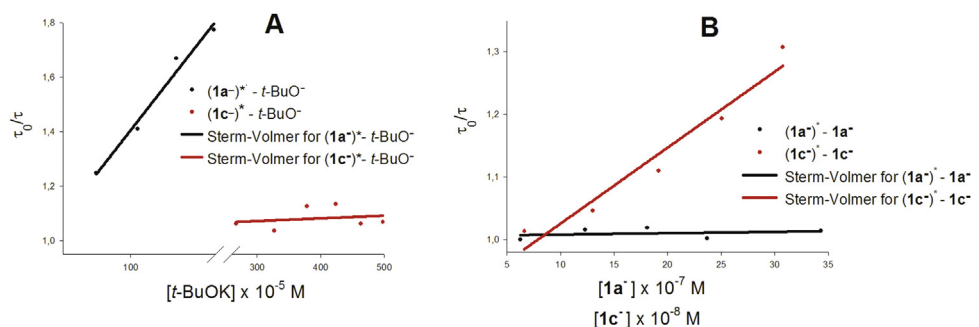 A
1,8
1,6
1,4
1,2
1,0
τ0/τ
100
300
400
500
[t-BuOK] x 10-5 M
(1a–)*· - t-BuO–
(1c–)* - t-BuO–
Sterm-Volmer for (1a-)*- t-BuO–
Sterm-Volmer for (1c-)*- t-BuO–
B
1,3
1,2
1,1
1,0
τ0/τ
5
10
15
20
25
30
35
[1a-] x 10-7 M
[1c-] x 10-8 M
(1a-)* - 1a-
(1c-)* - 1c-
Sterm-Volmer for (1a-)* - 1a-
Sterm-Volmer for (1c-)* - 1c-